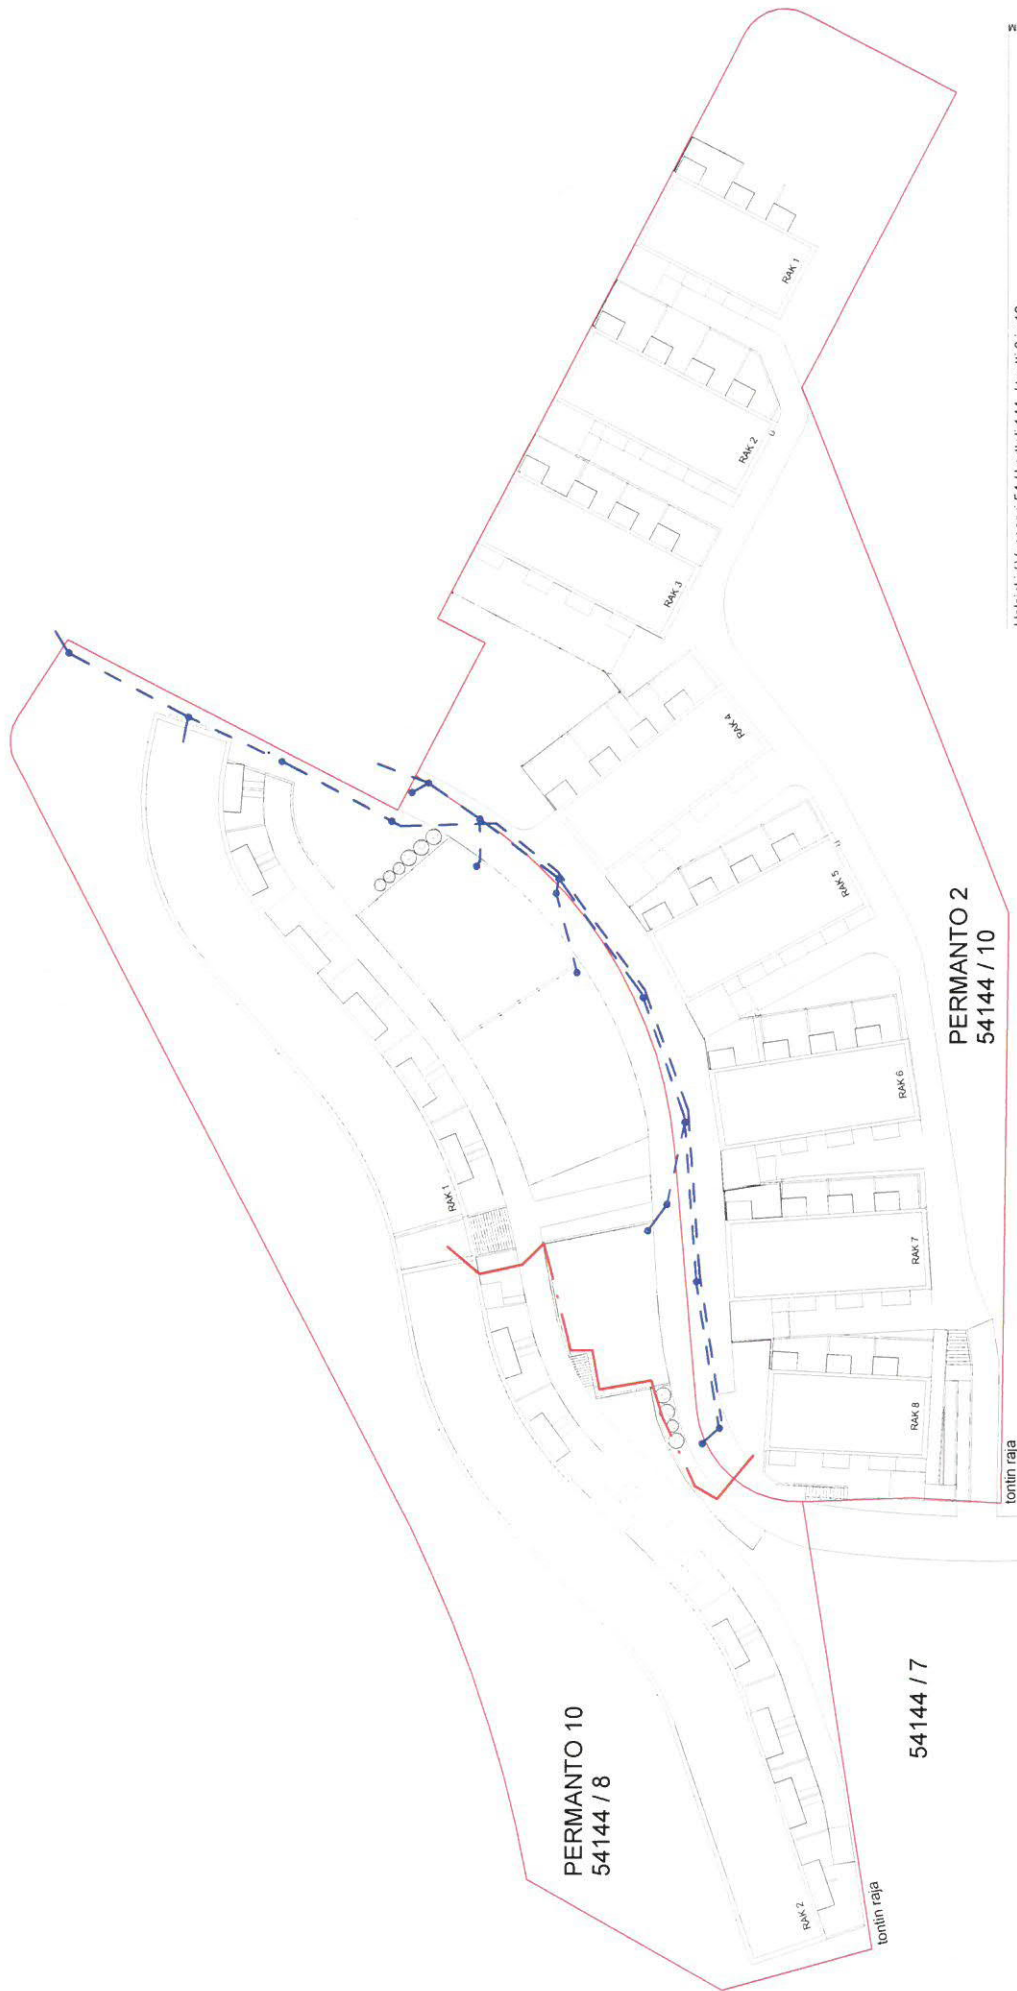 RAK 1
RAK 2
RAK 3
RAK 4
RAK 5
RAK 6
RAK 7
RAK 8
RAK 1
RAK 2
PERMANTO 2
54144 / 10
PERMANTO 10
54144 / 8
54144 / 7
tontin raja
tontin raja